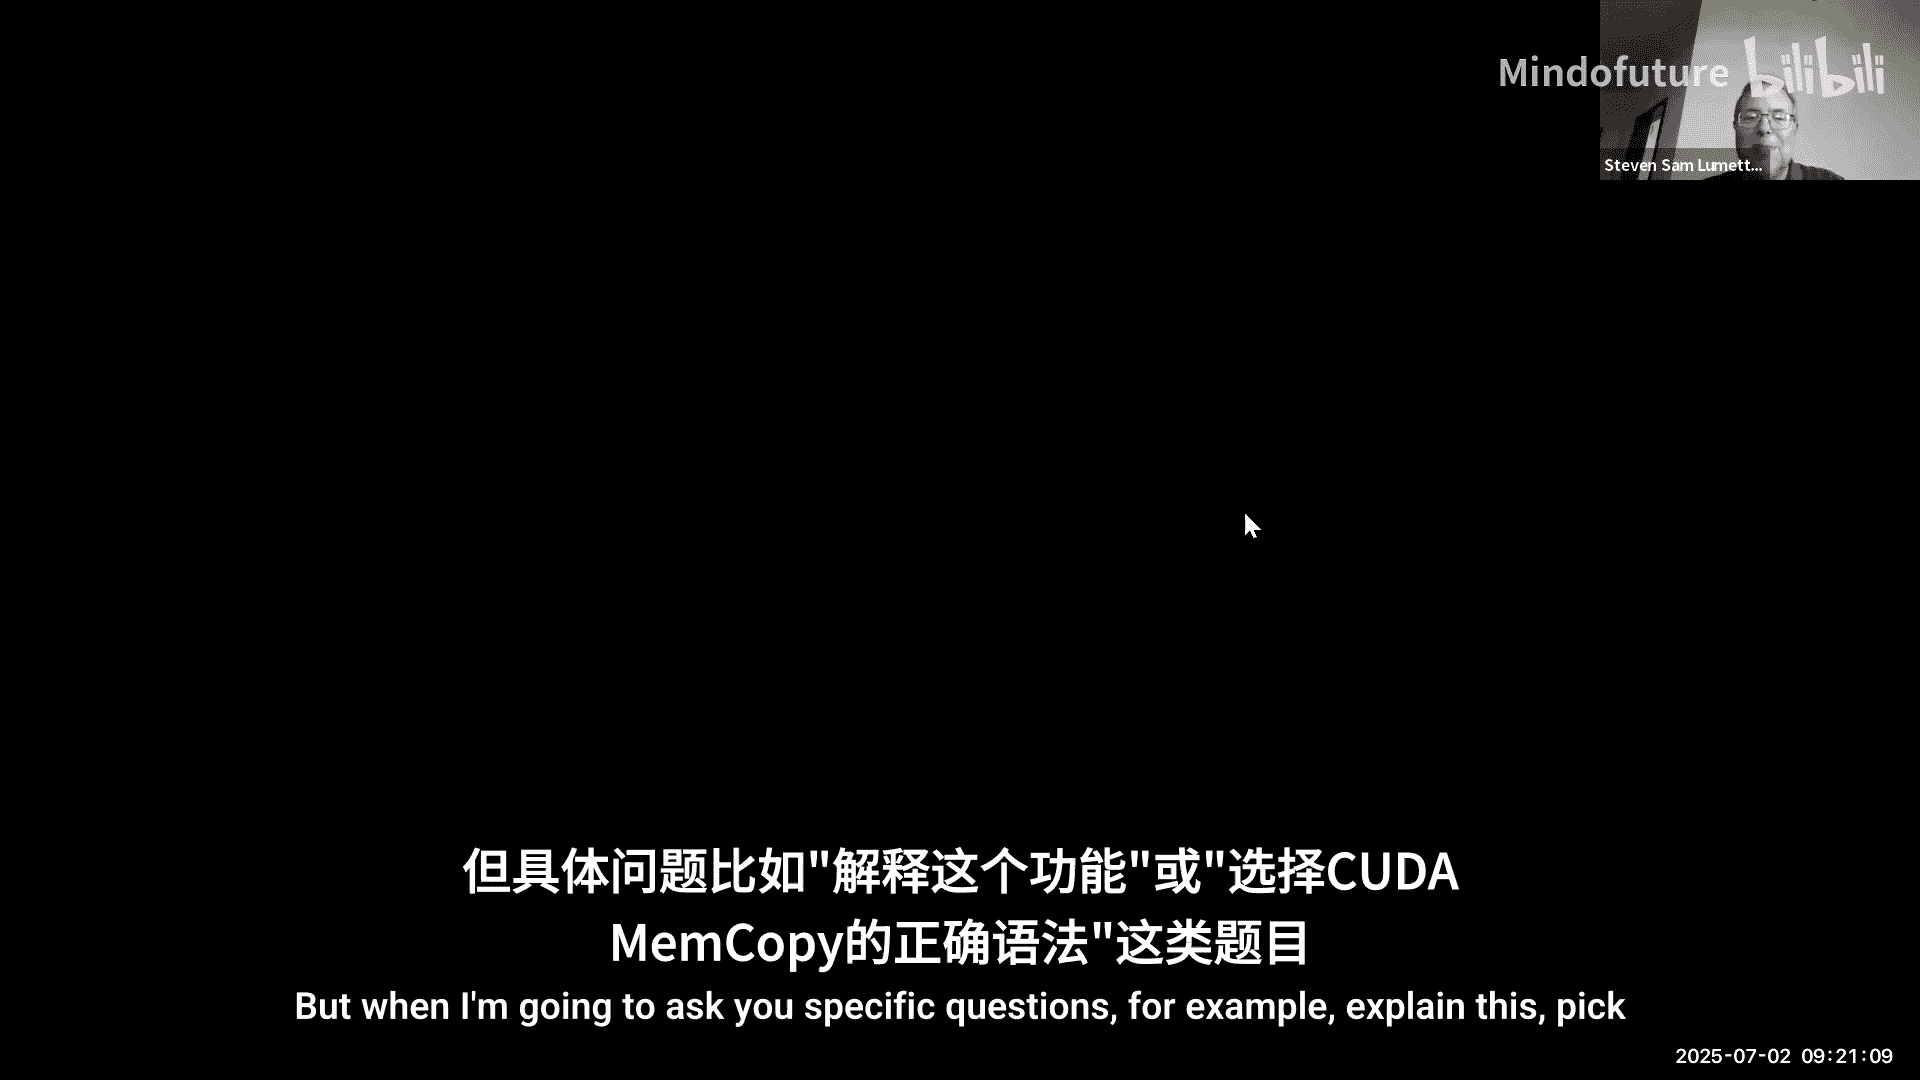 Mindofuture bilibili
Steven Sam Lumett...
但具体问题比如"解释这个功能"或"选择CUDA
MemCopy的正确语法"这类题目
But when I'm going to ask you specific questions, for example, explain this, pick
2025-07-02 09:21:09